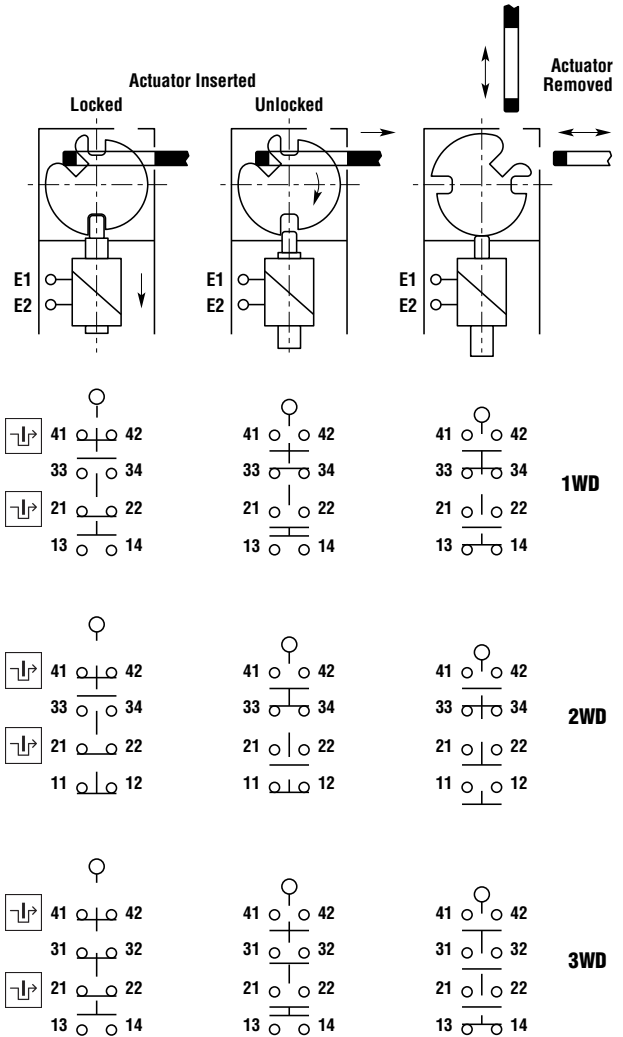 Actuator Inserted
Locked
Unlocked
Actuator
Removed
E1
E2
E1
E2
E1
E2
41 42 41 42 41 42
33 34 33 34 33 34
1WD
21 22 21 22 21 22
13 14 13 14 13 14
41 42 41 42 41 42
33 34 33 34 33 34
2WD
21 22 21 22 21 22
11 12 11 12 11 12
41 42 41 42 41 42
31 32 31 32 31 32
3WD
21 22 21 22 21 22
13 14 13 14 13 14